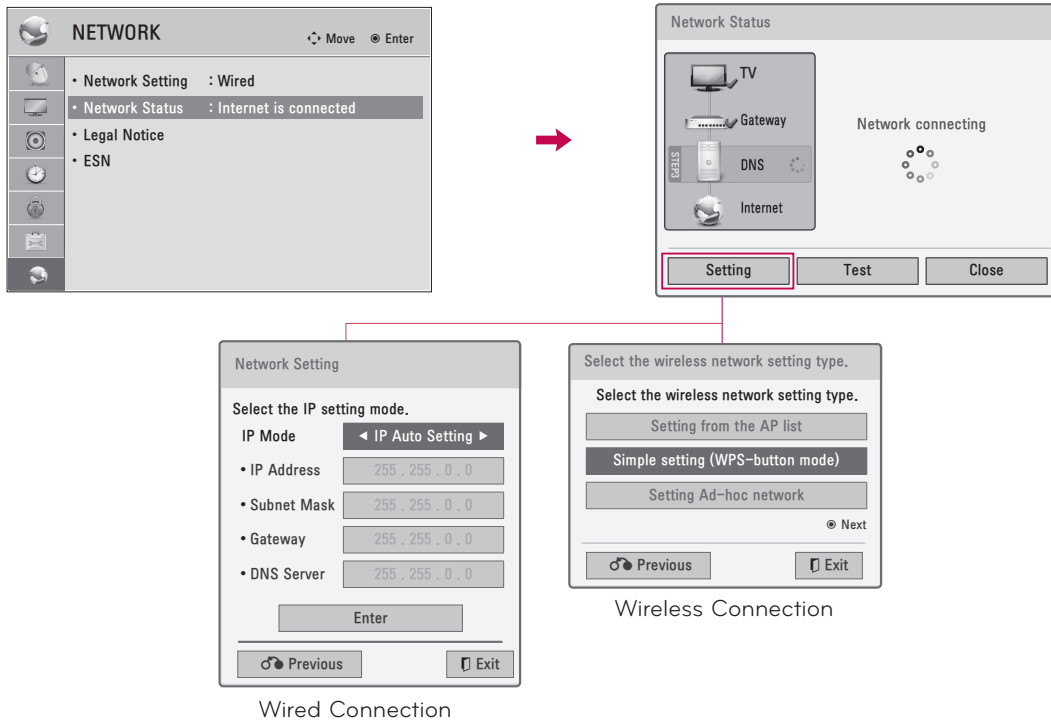 NETWORK
Move Enter
• Network Setting : Wired
• Network Status : Internet is connected
• Legal Notice
• ESN
Network Status
TV
Gateway
STEP3
DNS
Internet
Network connecting
Setting Test Close
Network Setting
Select the IP setting mode.
IP Mode ◄ IP Auto Setting ►
• IP Address 255 . 255 . 0 . 0
• Subnet Mask 255 . 255 . 0 . 0
• Gateway 255 . 255 . 0 . 0
• DNS Server 255 . 255 . 0 . 0
Enter
Previous Exit
Wired Connection
Select the wireless network setting type.
Select the wireless network setting type.
Setting from the AP list
Simple setting (WPS-button mode)
Setting Ad-hoc network
Next
Previous Exit
Wireless Connection